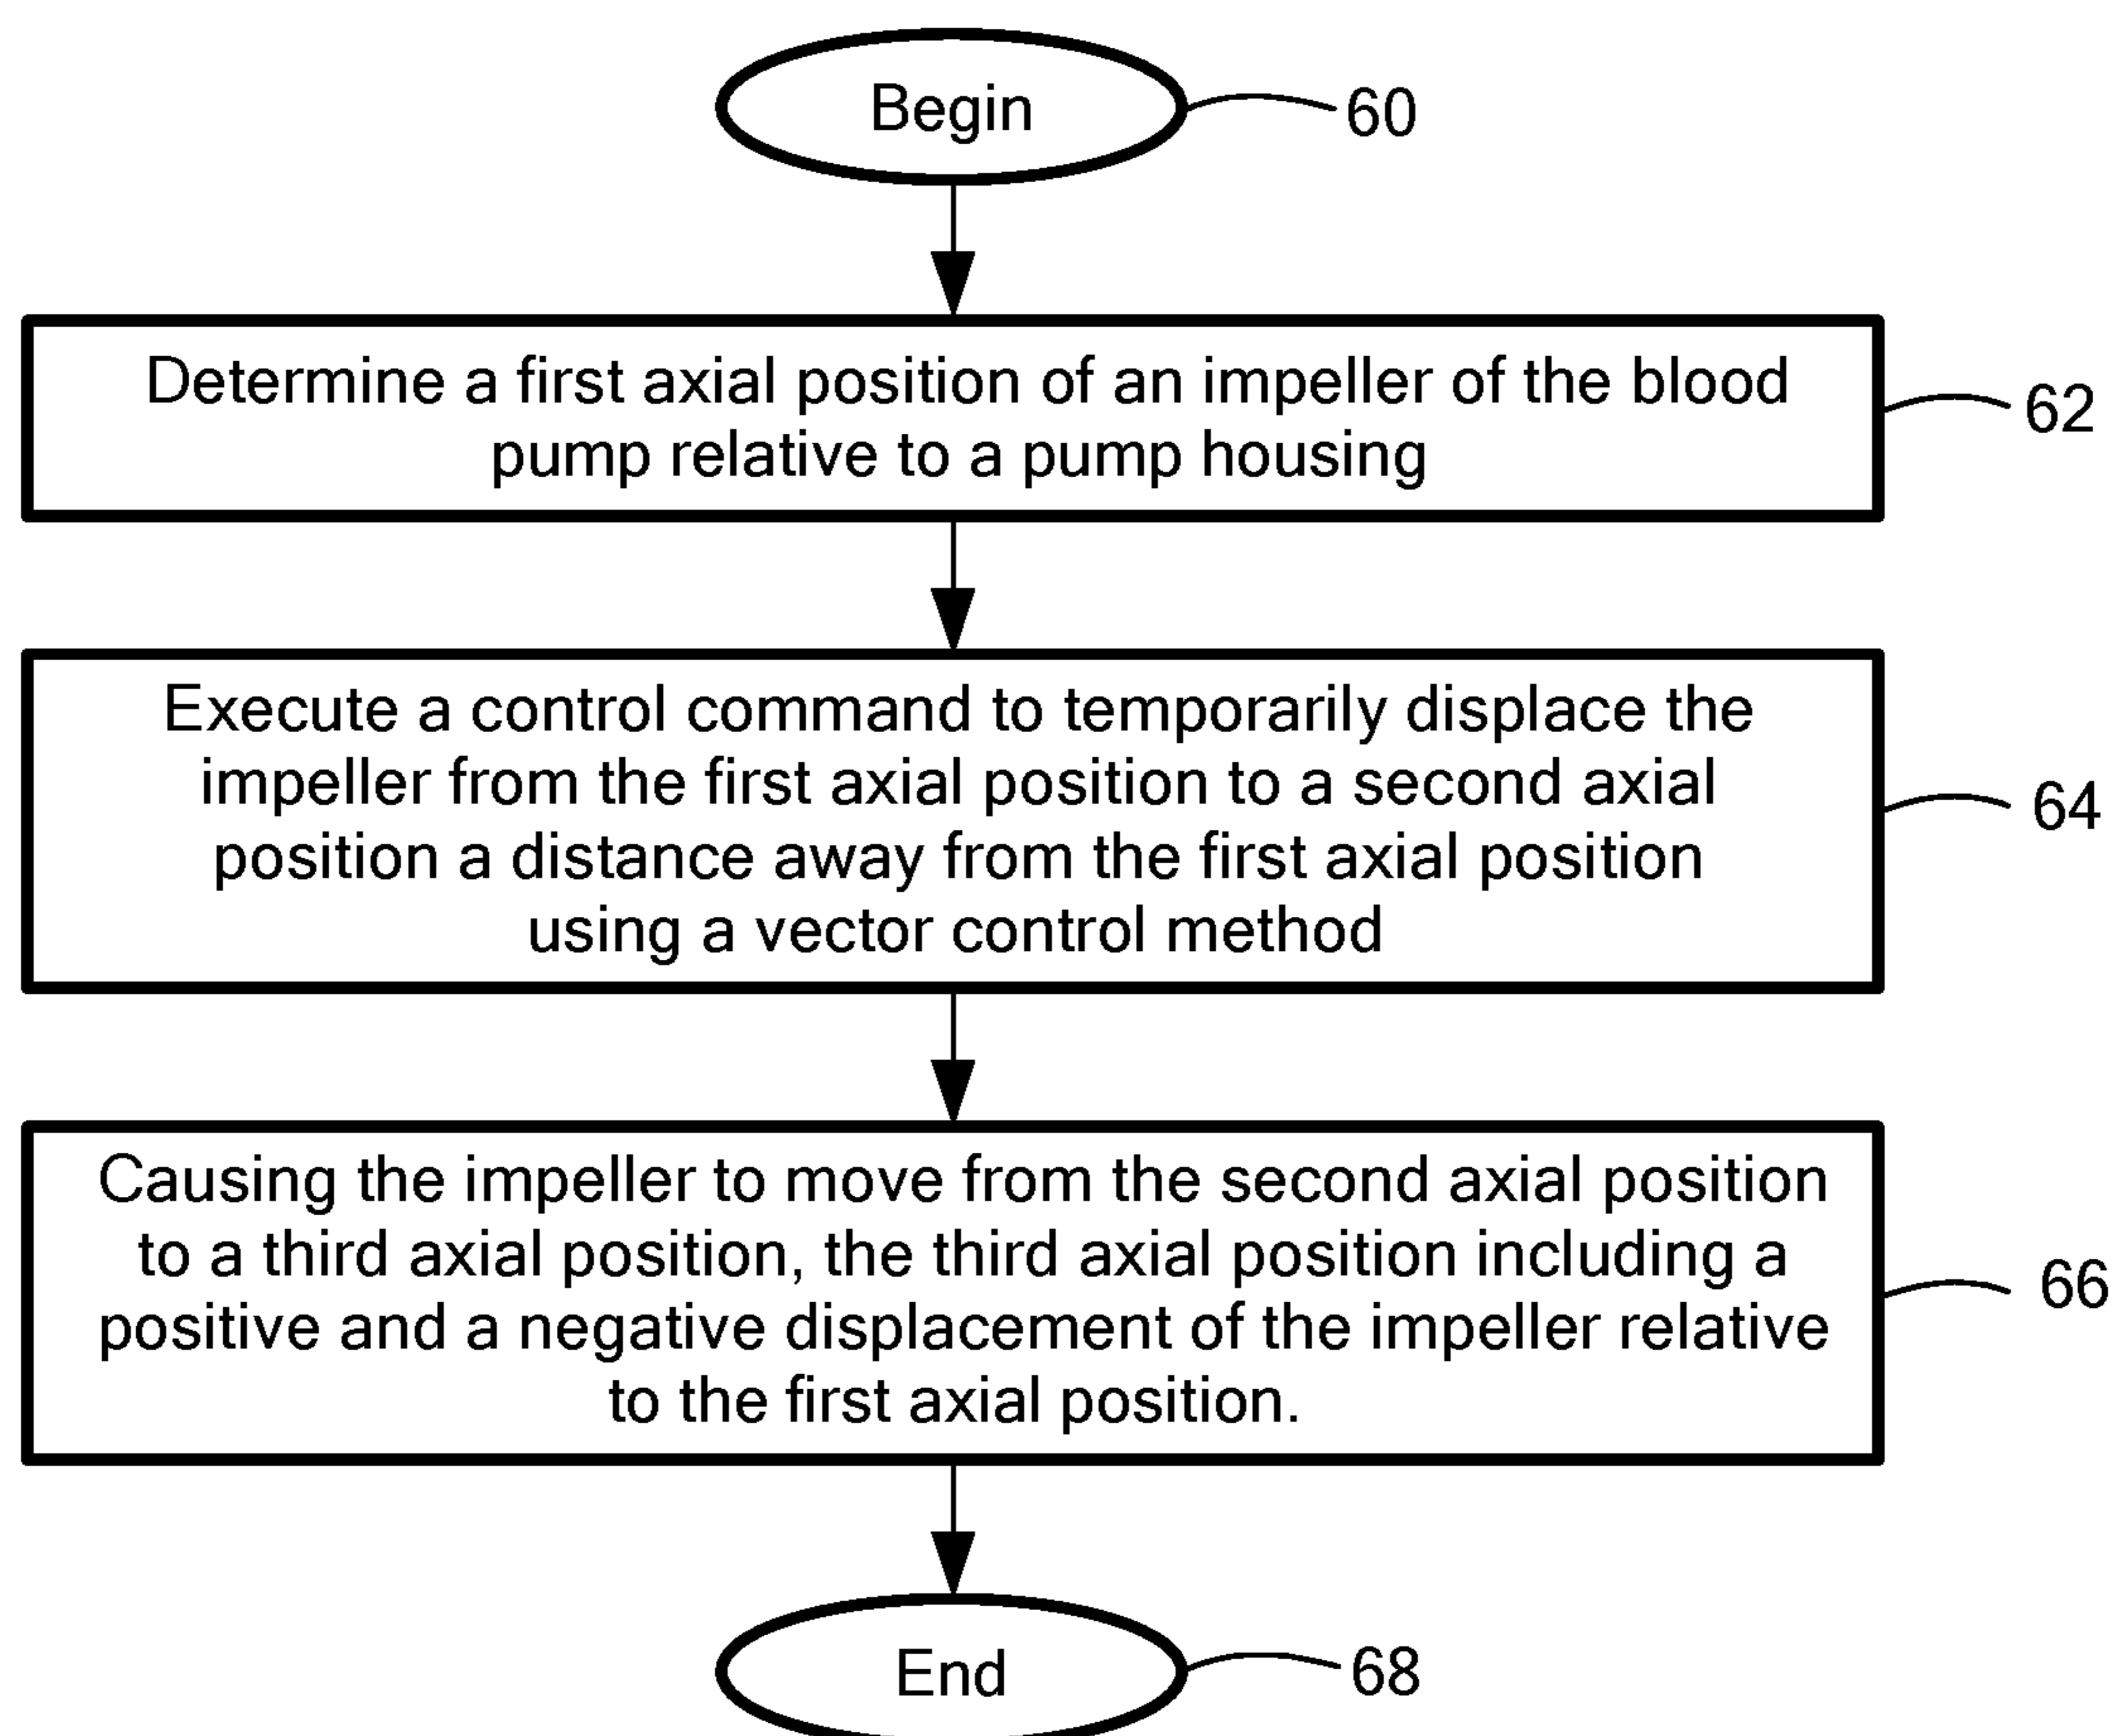 Begin
60
Determine a first axial position of an impeller of the blood
pump relative to a pump housing
62
Execute a control command to temporarily displace the
impeller from the first axial position to a second axial
position a distance away from the first axial position
using a vector control method
64
Causing the impeller to move from the second axial position
to a third axial position, the third axial position including a
positive and a negative displacement of the impeller relative
to the first axial position.
66
End
68